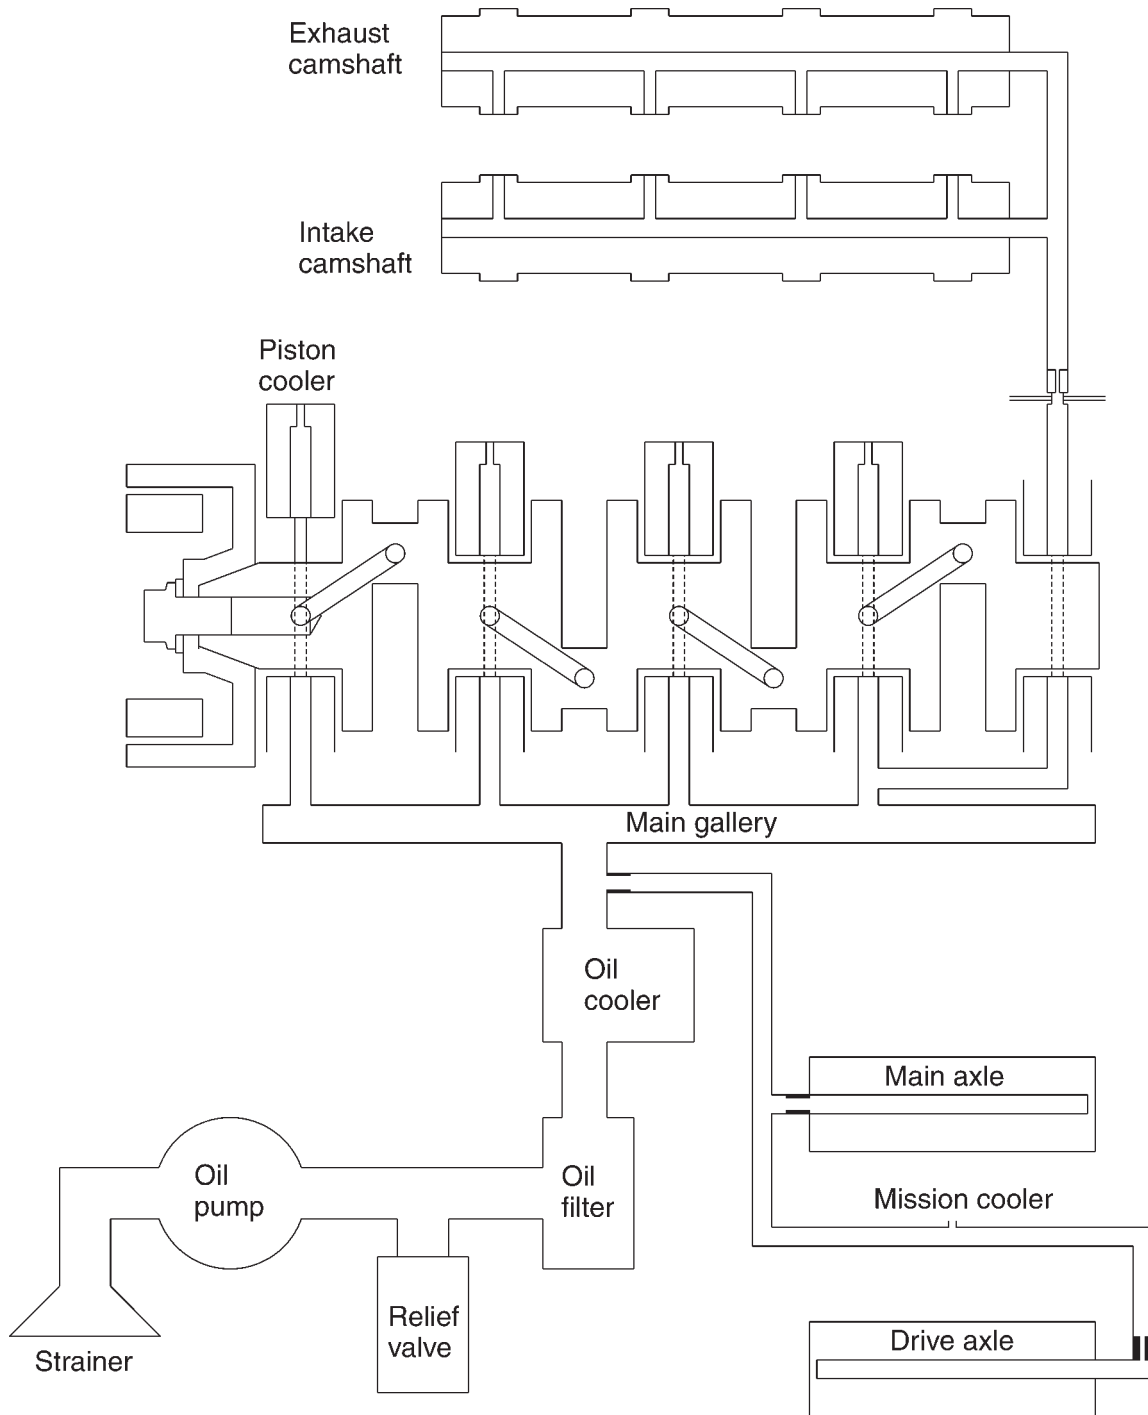 Exhaust
camshaft
Intake
camshaft
Piston
cooler
Main gallery
Oil
cooler
Main axle
Oil
pump
Oil
filter
Mission cooler
Relief
valve
Strainer
Drive axle